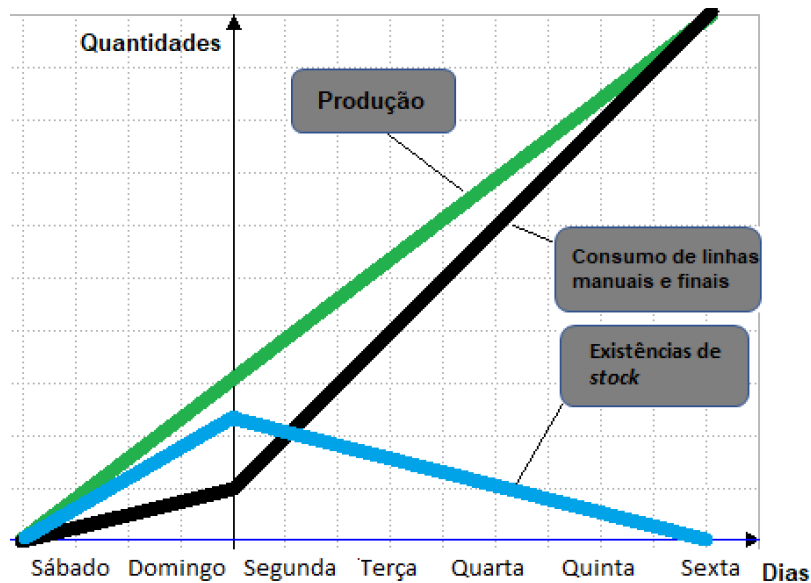 Quantidades
Produção
Consumo de linhas
manuais e finais
Existências de
stock
Sábado Domingo Segunda Terça Quarta Quinta Sexta Dias